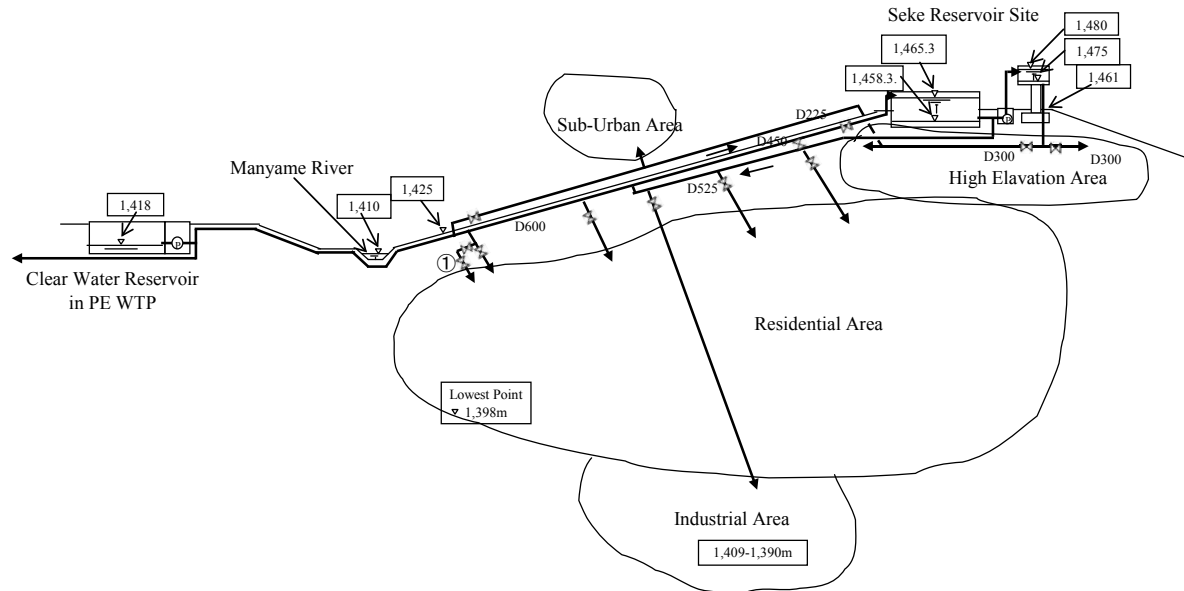 Seke Reservoir Site
1,480
1,465.3
1,475
1,458.3.
1,461
P
D225
Sub-Urban Area
D450
D300
D300
High Elavation Area
Manyame River
1,425
D525
1,418
1,410
D600
P
①
Clear Water Reservoir
in PE WTP
Residential Area
Lowest Point
1,398m
Industrial Area
1,409-1,390m